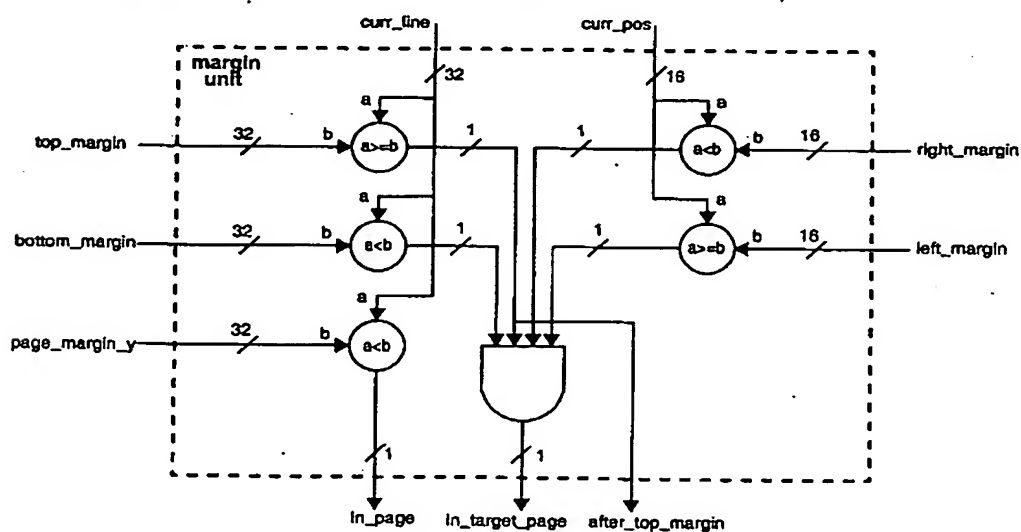 curr_line curr_pos
margin
unit
32 16
a a
top_margin 32 b a>=b 1 1 a<b b 16 right_margin
a a
bottom_margin 32 b a<b 1 1 a>=b b 16 left_margin
a
page_margin_y 32 b a<b
1 1
in_page in_target_page after_top_margin